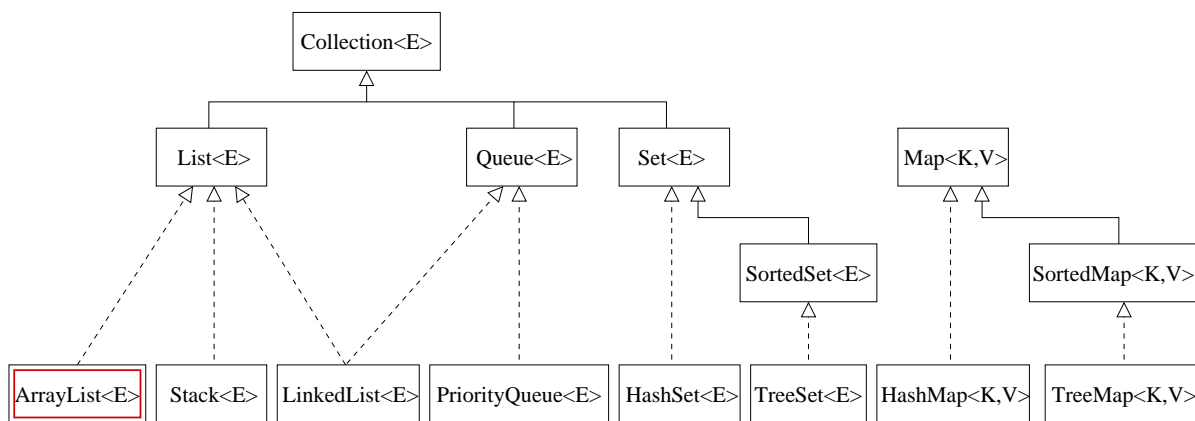 Collection<E>
List<E>
Queue<E>
Set<E>
Map<K,V>
SortedSet<E>
SortedMap<K,V>
ArrayList<E>
Stack<E>
LinkedList<E>
PriorityQueue<E>
HashSet<E>
TreeSet<E>
HashMap<K,V>
TreeMap<K,V>